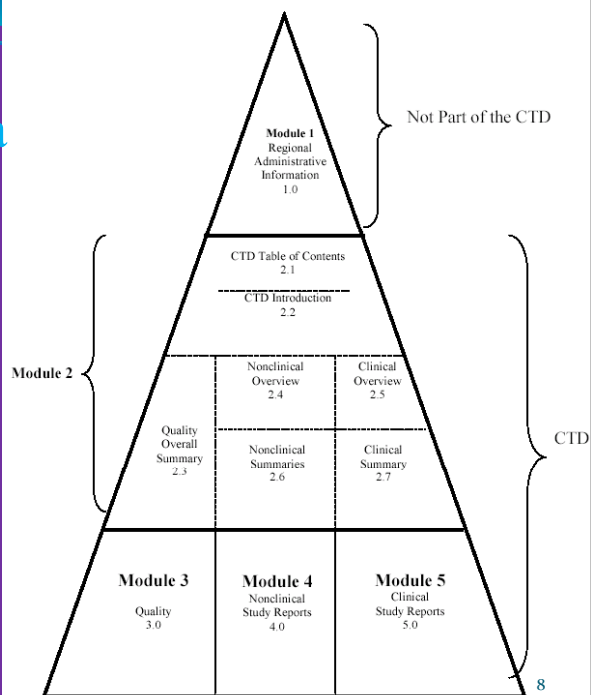 Not Part of the CTD
Module 1
Regional
Administrative
Information
1.0
CTD Table of Contents
2.1
CTD Introduction
2.2
Module 2
Nonclinical
Overview
2.4
Clinical
Overview
2.5
Quality
Overall
Summary
2.3
Nonclinical
Summaries
2.6
Clinical
Summary
2.7
CTD
Module 3
Quality
3.0
Module 4
Nonclinical
Study Reports
4.0
Module 5
Clinical
Study Reports
5.0
8